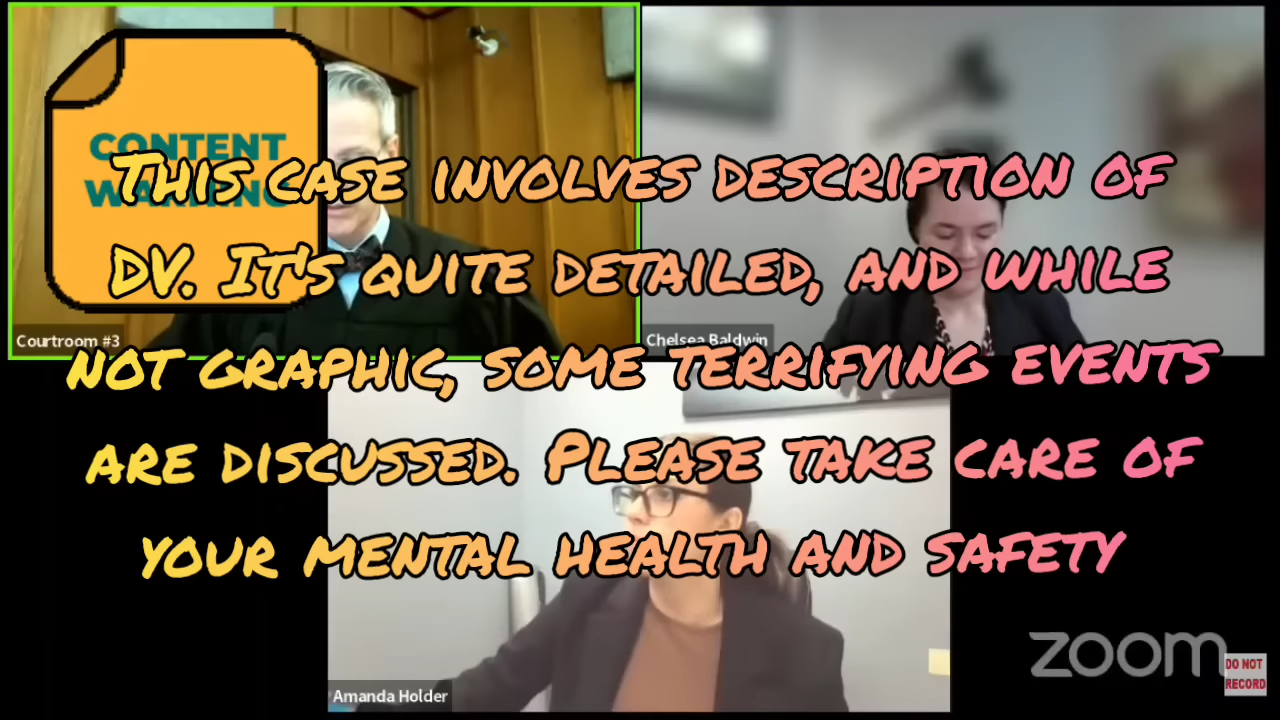 CONTENT
WARNING
This case involves description of
DV. It's quite detailed, and while
not graphic, some terrifying events
are discussed. Please take care of
your mental health and safety
Courtroom #3
Chelsea Baldwin
Amanda Holder
zoom
DO NOT
RECORD